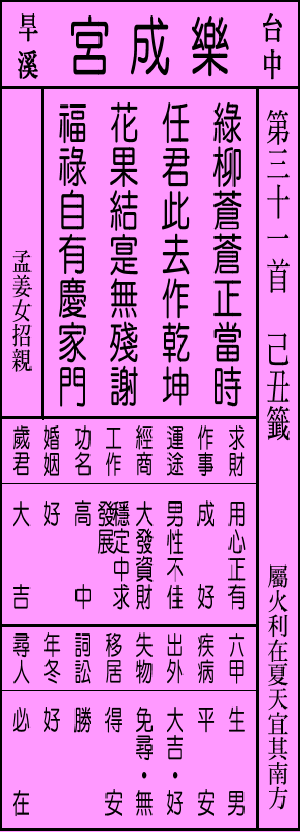 台中
樂成宮
旱溪
第三十一首 己丑籤 屬火利在夏天宜其南方
綠柳蒼蒼正當時
任君此去作乾坤
花果結寔無殘謝
福祿自有慶家門
孟姜女招親
求財 用心正有
作事 成好
運途 男性不佳
經商 大發資財
工作 穩定中求
發展
功名 高中
婚姻 好
歲君 大吉
六甲 生男
疾病 平安
出外 大吉・好
失物 免尋・無
移居 得安
詞訟 勝
年冬 好
尋人 必在